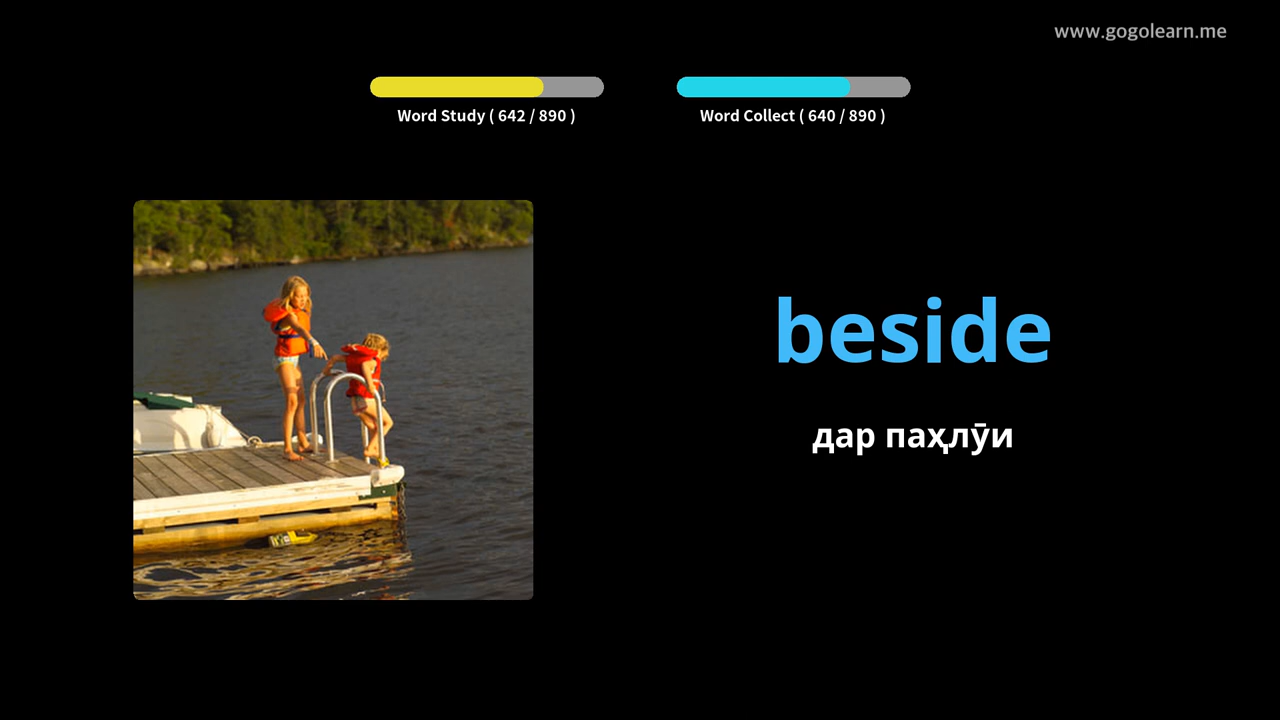 www.gogolearn.me
Word Study ( 642 / 890 )
Word Collect ( 640 / 890 )
beside
дар паҳлӯи